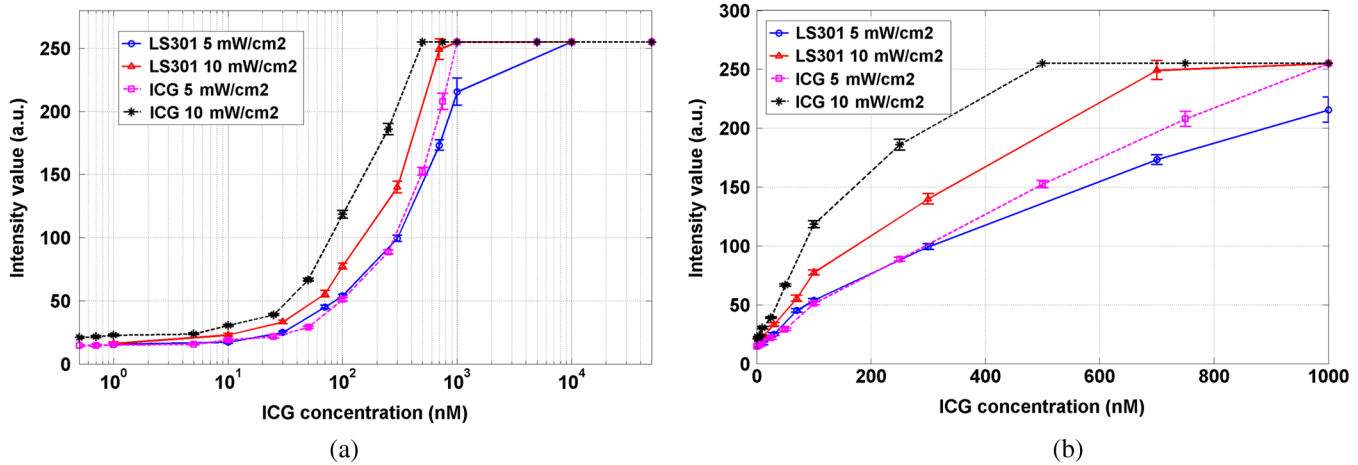 300
250
200
150
100
50
0
LS301 5 mW/cm2
LS301 10 mW/cm2
ICG 5 mW/cm2
ICG 10 mW/cm2
Intensity value (a.u.)
10^0
10^1
10^2
10^3
10^4
ICG concentration (nM)
(a)
300
250
200
150
100
50
0
LS301 5 mW/cm2
LS301 10 mW/cm2
ICG 5 mW/cm2
ICG 10 mW/cm2
Intensity value (a.u.)
0
200
400
600
800
1000
ICG concentration (nM)
(b)